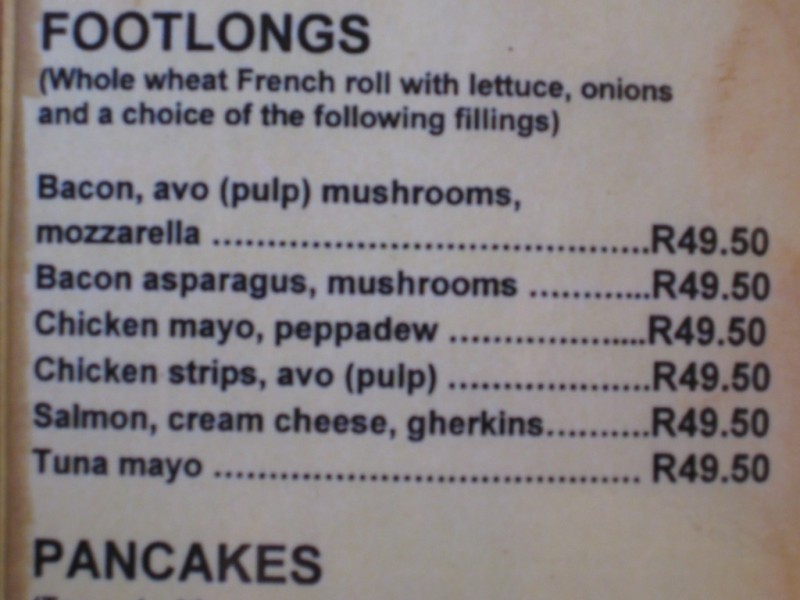 FOOTLONGS
(Whole wheat French roll with lettuce, onions
and a choice of the following fillings)
Bacon, avo (pulp) mushrooms,
mozzarella ........................................R49.50
Bacon asparagus, mushrooms ............R49.50
Chicken mayo, peppadew ..................R49.50
Chicken strips, avo (pulp) ...................R49.50
Salmon, cream cheese, gherkins..........R49.50
Tuna mayo ....................................... R49.50
PANCAKES